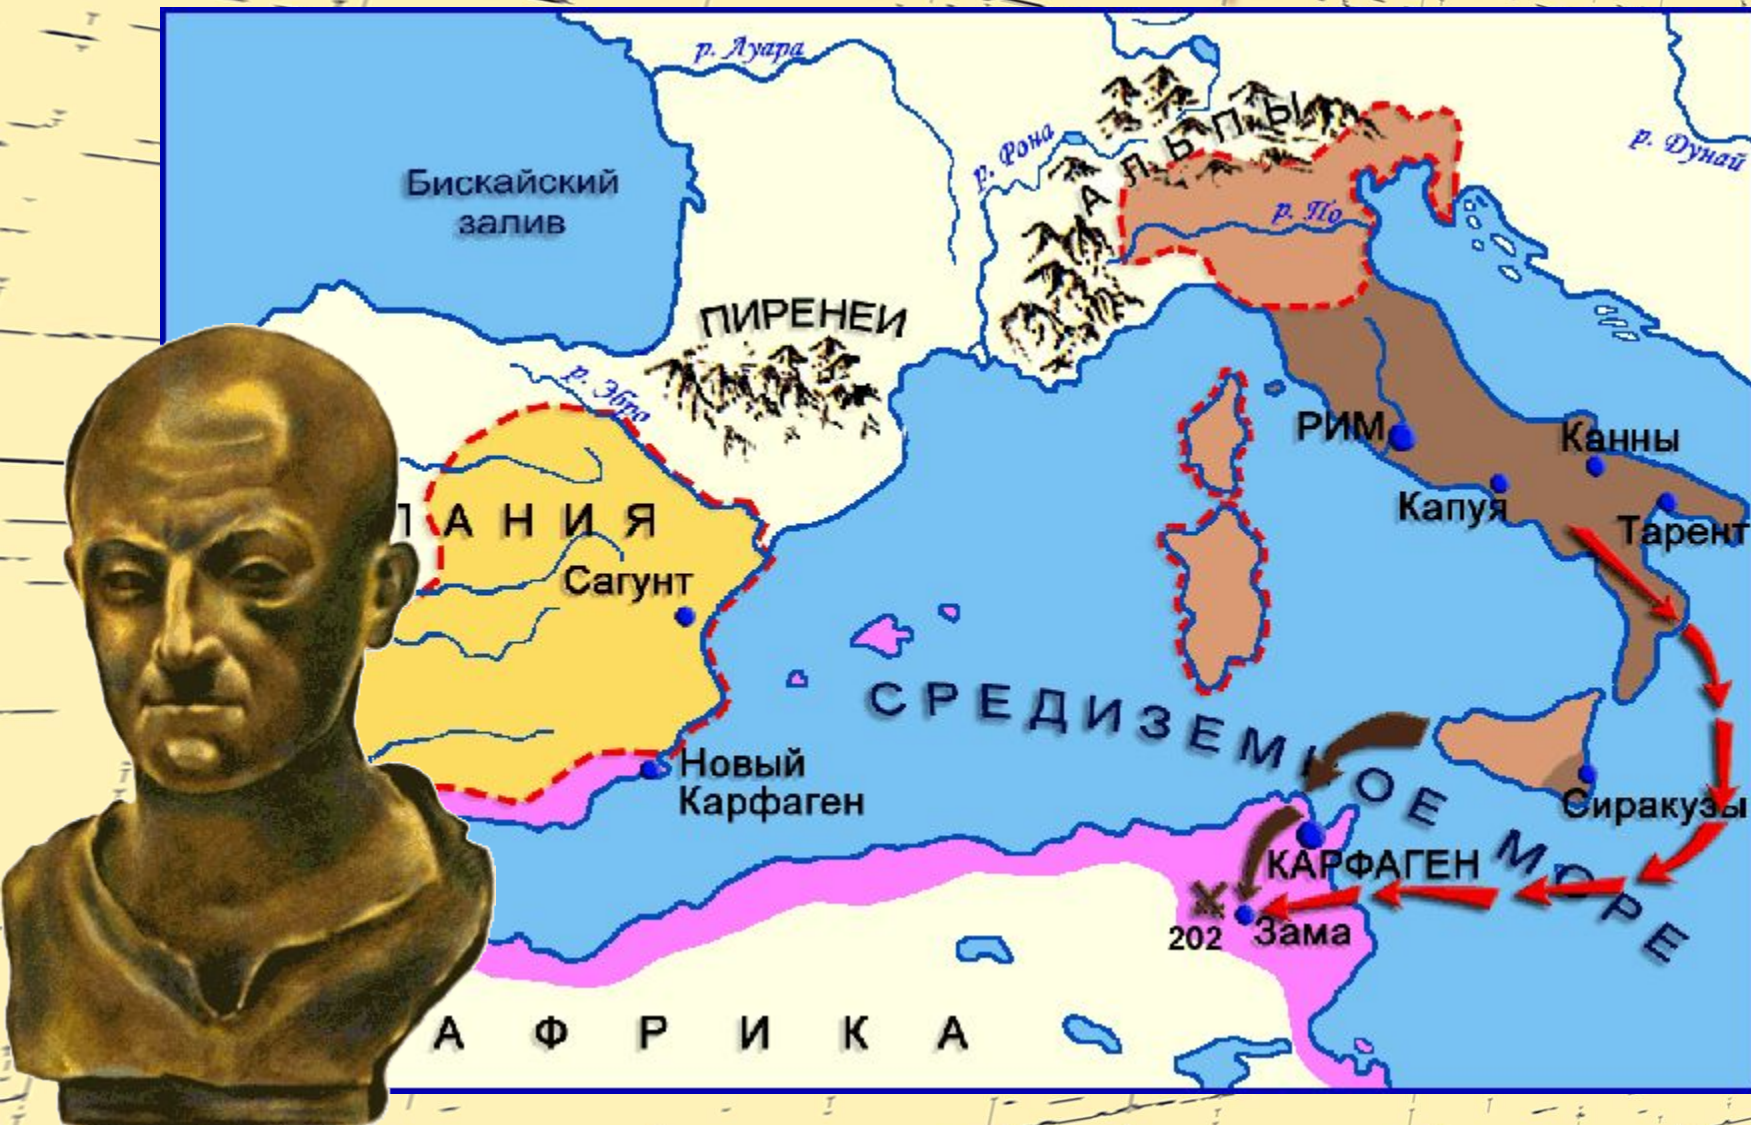 р. Луара
р. Рона
АЛЬПЫ
р. Дунай
Бискайский
залив
р. По
ПИРЕНЕИ
р. Эбро
РИМ
Канны
Капуя
Тарент
АНИЯ
Сагунт
СРЕДИЗЕМНОЕ МОРЕ
Новый
Карфаген
Сиракузы
КАРФАГЕН
Зама
202
АФРИКА